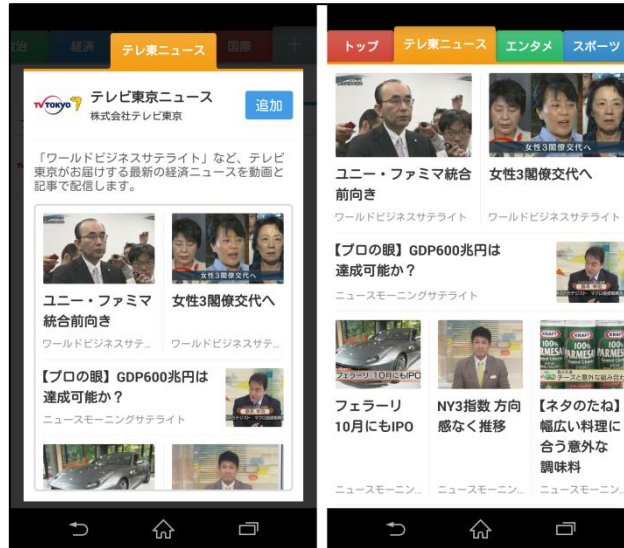 政治
経済
テレ東ニュース
国際
テレビ東京ニュース
株式会社テレビ東京
追加
「ワールドビジネスサテライト」など、テレビ
東京がお届けする最新の経済ニュースを動画と
記事で配信します。
ユニー・ファミマ
統合前向き
ワールドビジネスサテ...
女性3閣僚交代へ
女性3閣僚交代へ
ワールドビジネスサテ...
【プロの眼】GDP600兆円は
達成可能か?
ニュースモーニングサテライト
トップ
テレ東ニュース
エンタメ
スポーツ
ユニー・ファミマ統合
前向き
ワールドビジネスサテライト
女性3閣僚交代へ
女性3閣僚交代へ
ワールドビジネスサテライト
【プロの眼】GDP600兆円は
達成可能か?
ニュースモーニングサテライト
フェラーリ 10月にもIPO
フェラーリ
10月にもIPO
ニュースモーニン...
NY3指数 方向
感なく推移
ニュースモーニン...
KRAFT
100%
PARMESAN
チーズと意外な組み合わせ
【ネタのたね】
幅広い料理に
合う意外な
調味料
ニュースモーニン...